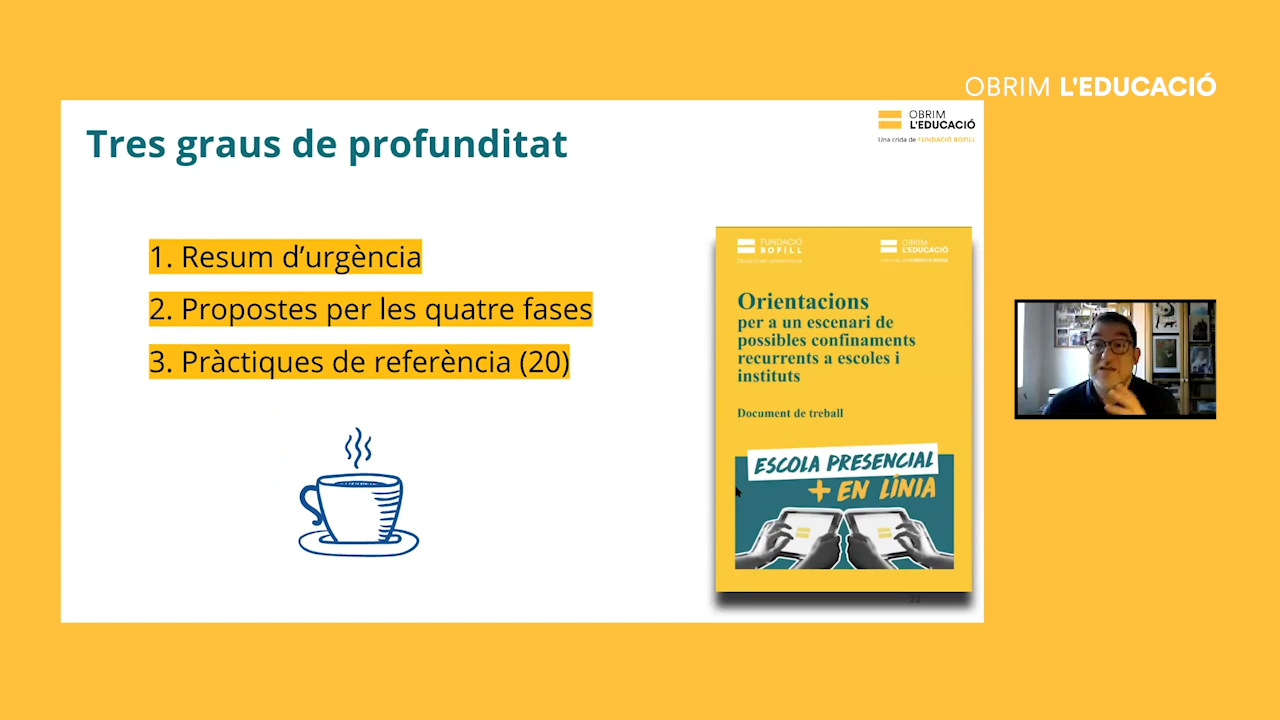 OBRIM L'EDUCACIÓ
Tres graus de profunditat
OBRIM
L'EDUCACIÓ
Una crida de FUNDACIÓ BOFILL
1. Resum d’urgència
2. Propostes per les quatre fases
3. Pràctiques de referència (20)
FUNDACIÓ
BOFILL
OBRIM
L'EDUCACIÓ
Orientacions
per a un escenari de
possibles confinaments
recurrents a escoles i
instituts
Document de treball
ESCOLA PRESENCIAL
+ EN LÍNIA
22